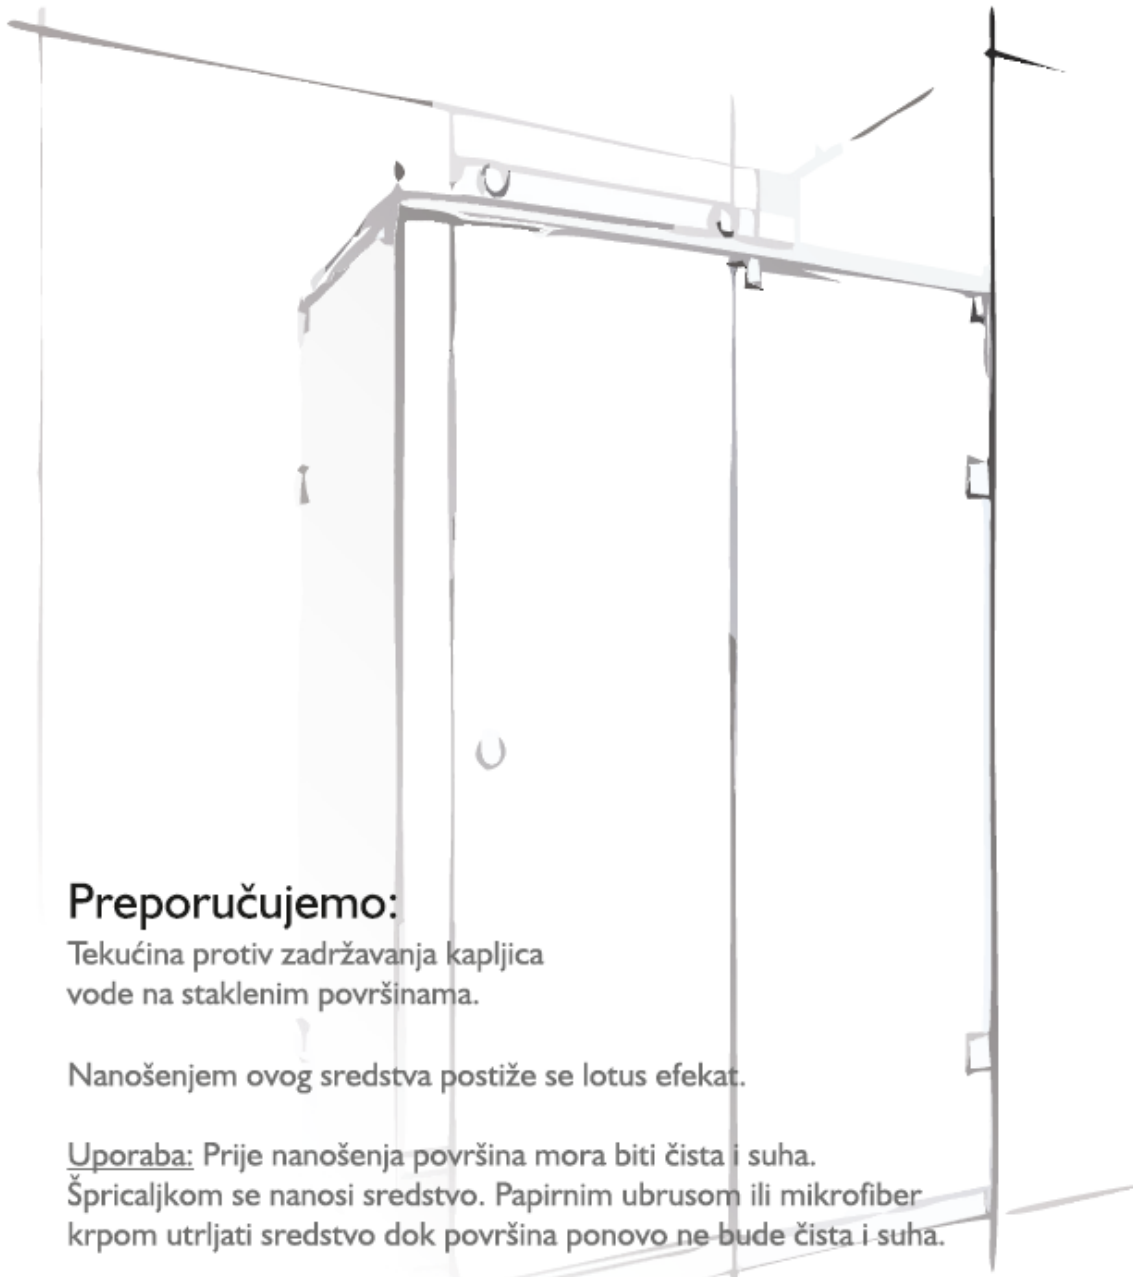 Preporučujemo:
Tekućina protiv zadržavanja kapljica
vode na staklenim površinama.
Nanošenjem ovog sredstva postiže se lotus efekat.
Uporaba: Prije nanošenja površina mora biti čista i suha.
Špricaljkom se nanosi sredstvo. Papirnim ubrusom ili mikrofiber
krpom utrljati sredstvo dok površina ponovo ne bude čista i suha.